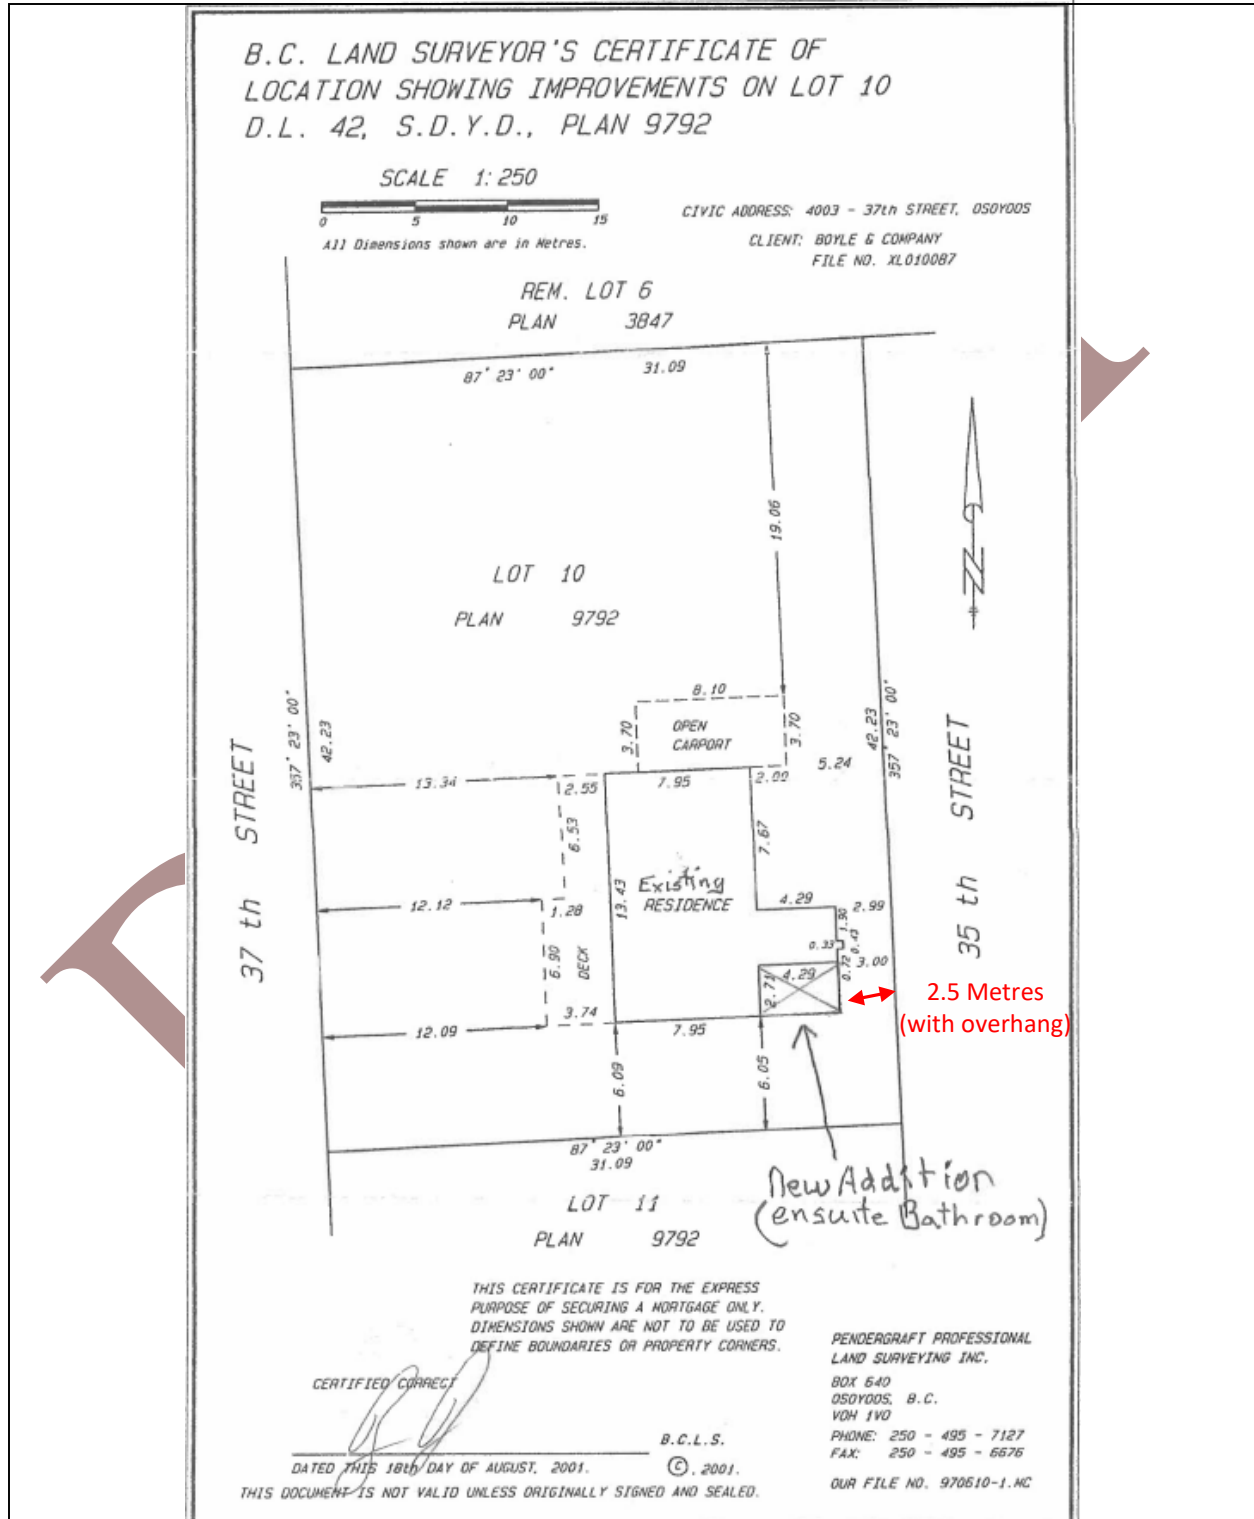 B.C. LAND SURVEYOR'S CERTIFICATE OF
LOCATION SHOWING IMPROVEMENTS ON LOT 10
D.L. 42, S.D.Y.D., PLAN 9792
SCALE 1:250
0 5 10 15
All Dimensions shown are in Metres.
CIVIC ADDRESS: 4003 - 37th STREET, OSOYOOS
CLIENT: BOYLE & COMPANY
FILE NO. XL010087
REM. LOT 6
PLAN 3847
87° 23' 00"
31.09
19.06
N
LOT 10
PLAN 9792
357° 23' 00"
42.23
37 th STREET
8.10
3.70
OPEN
CARPORT
3.70
42.23
357° 23' 00"
35 th STREET
5.24
13.34
2.55
7.95
2.00
6.53
7.67
13.43
Existing
RESIDENCE
12.12
1.28
4.29
2.99
1.90
0.33
0.43
0.72
3.00
6.90
DECK
4.29
2.71
2.5 Metres
(with overhang)
12.09
3.74
7.95
6.09
6.05
87° 23' 00"
31.09
New Addition
(ensuite Bathroom)
LOT 11
PLAN 9792
THIS CERTIFICATE IS FOR THE EXPRESS
PURPOSE OF SECURING A MORTGAGE ONLY.
DIMENSIONS SHOWN ARE NOT TO BE USED TO
DEFINE BOUNDARIES OR PROPERTY CORNERS.
CERTIFIED CORRECT
B.C.L.S.
DATED THIS 18th DAY OF AUGUST, 2001.
©, 2001.
THIS DOCUMENT IS NOT VALID UNLESS ORIGINALLY SIGNED AND SEALED.
PENDERGRAFT PROFESSIONAL
LAND SURVEYING INC.
BOX 640
OSOYOOS, B.C.
V0H 1V0
PHONE: 250 - 495 - 7127
FAX: 250 - 495 - 6676
OUR FILE NO. 970610-1.MC